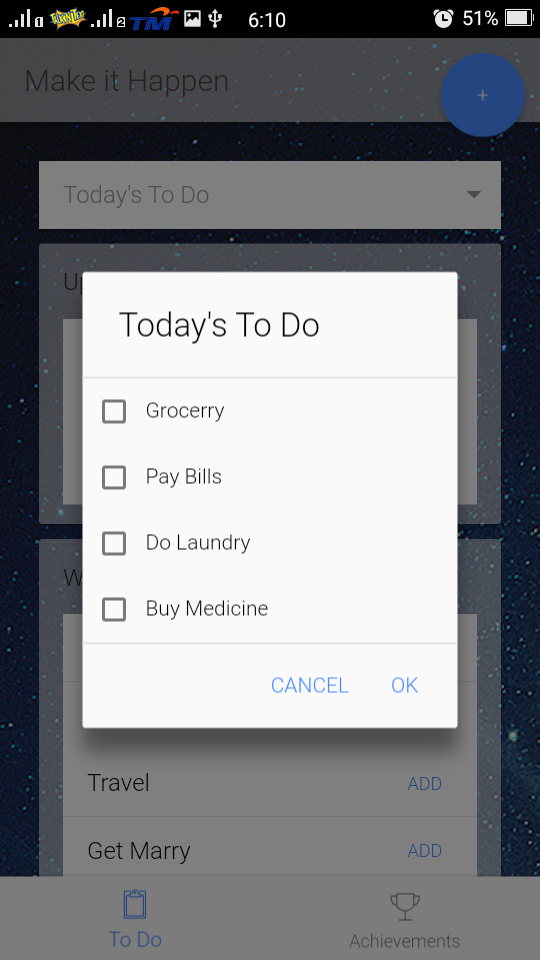 TM
6:10
51%
Make it Happen
+
Today's To Do
Today's To Do
Grocerry
Pay Bills
Do Laundry
Buy Medicine
CANCEL OK
Travel ADD
Get Marry ADD
To Do
Achievements